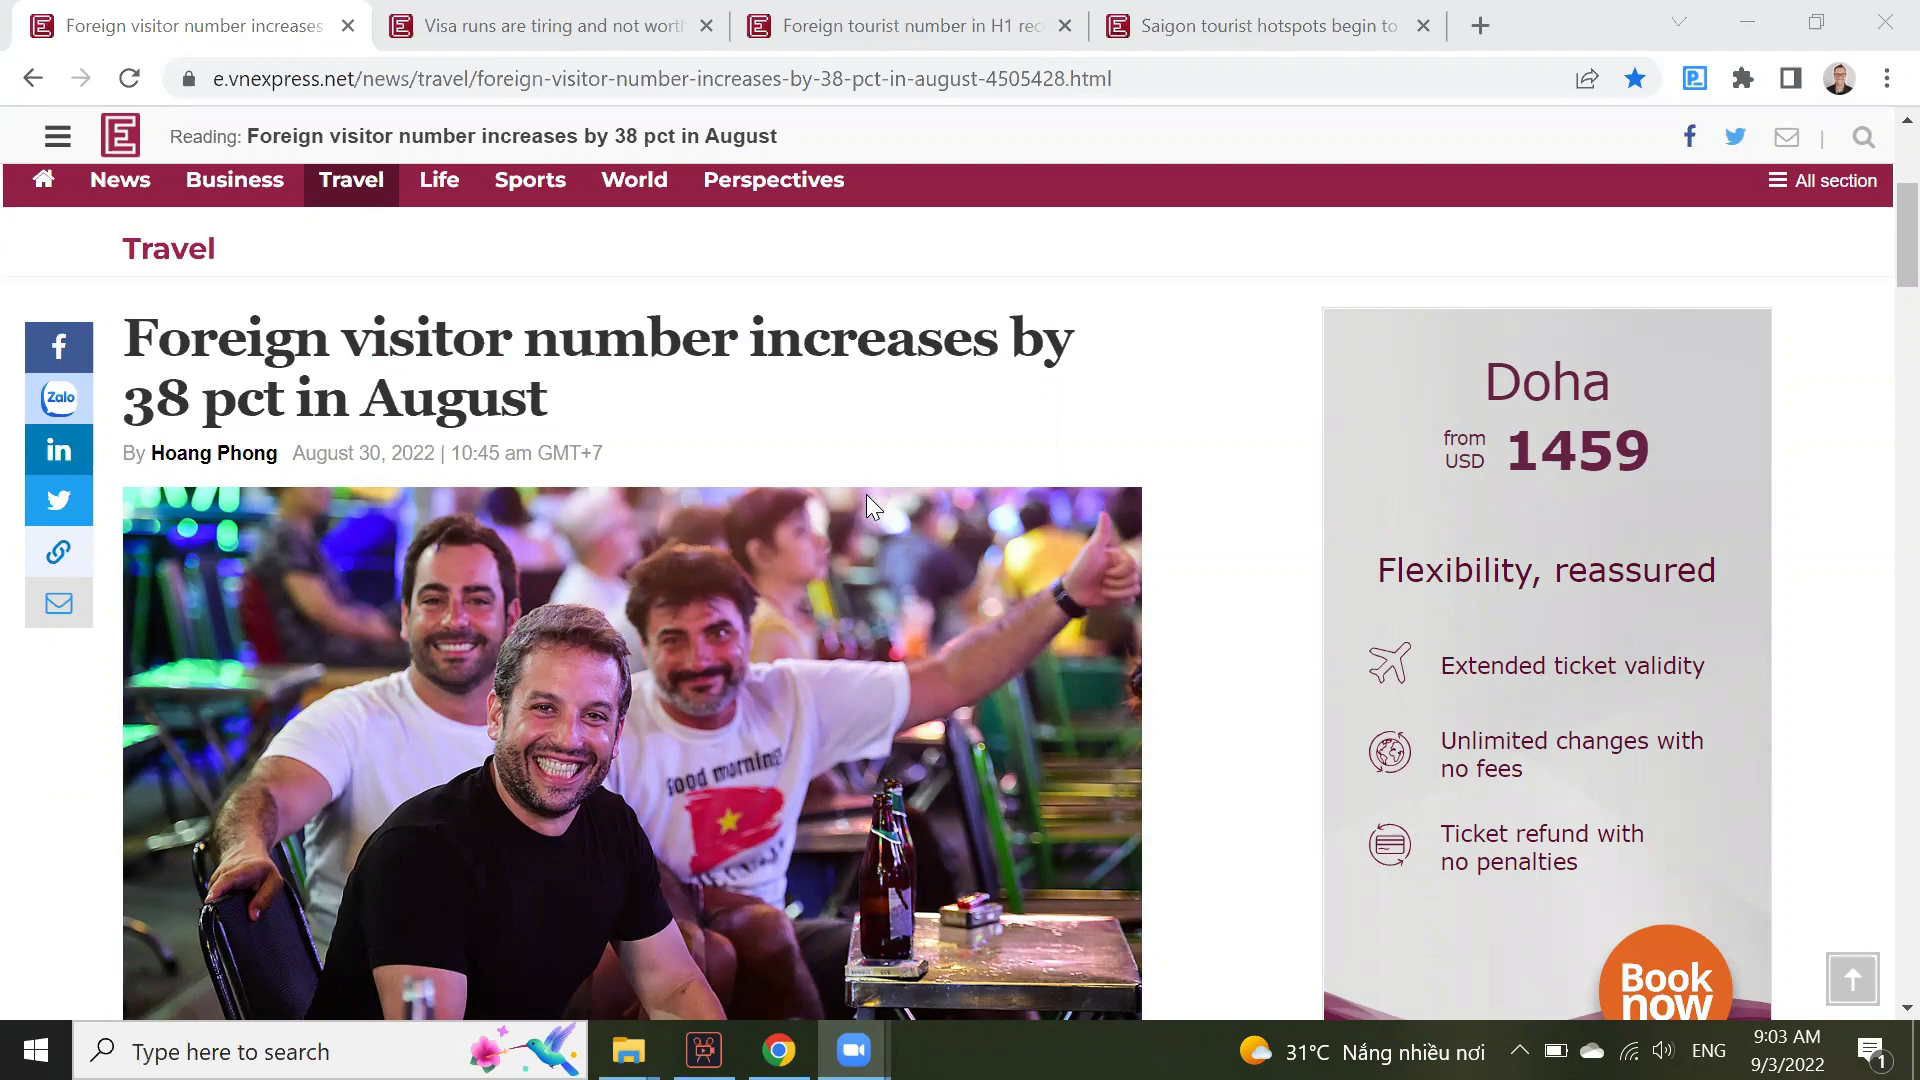 Foreign visitor number increases
Visa runs are tiring and not wort
Foreign tourist number in H1 rec
Saigon tourist hotspots begin to
e.vnexpress.net/news/travel/foreign-visitor-number-increases-by-38-pct-in-august-4505428.html
E
Reading: Foreign visitor number increases by 38 pct in August
News Business Travel Life Sports World Perspectives
All section
Travel
Foreign visitor number increases by
38 pct in August
By Hoang Phong August 30, 2022 | 10:45 am GMT+7
Zalo
in
good morning
Doha
from
USD 1459
Flexibility, reassured
Extended ticket validity
Unlimited changes with
no fees
Ticket refund with
no penalties
Book
now
Type here to search
31°C Nắng nhiều nơi
ENG
9:03 AM
9/3/2022
1